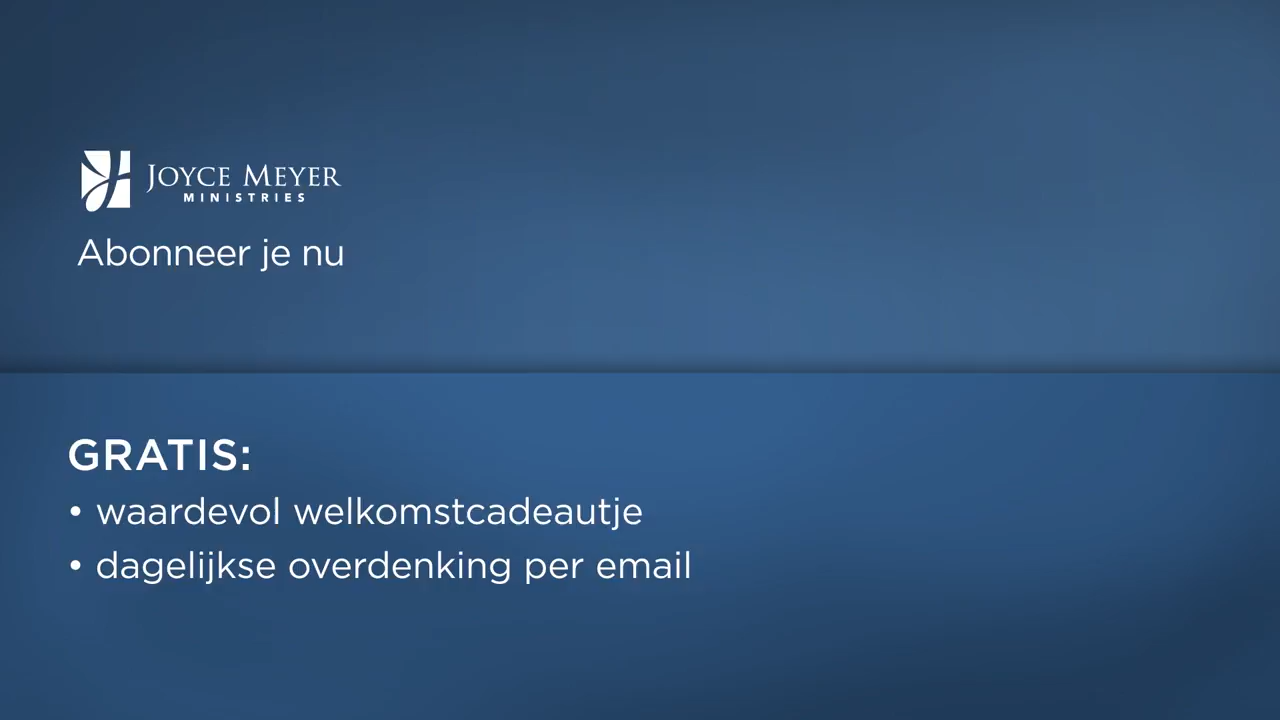 JOYCE MEYER
MINISTRIES
Abonneer je nu
GRATIS:
• waardevol welkomstcadeautje
• dagelijkse overdenking per email